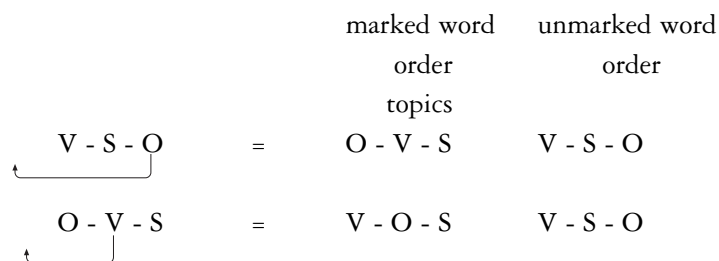 marked word unmarked word
order order
topics
V - S - O = O - V - S V - S - O
O - V - S = V - O - S V - S - O